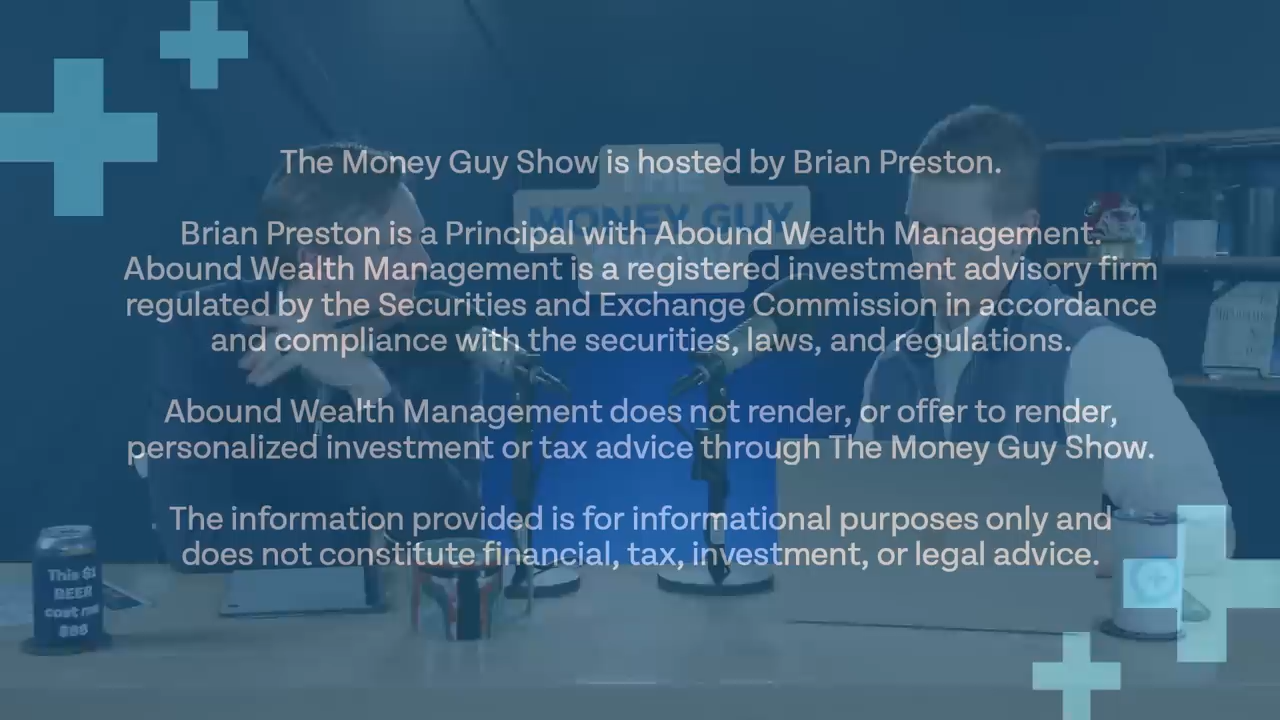 The Money Guy Show is hosted by Brian Preston.
Brian Preston is a Principal with Abound Wealth Management.
Abound Wealth Management is a registered investment advisory firm
regulated by the Securities and Exchange Commission in accordance
and compliance with the securities, laws, and regulations.
Abound Wealth Management does not render, or offer to render,
personalized investment or tax advice through The Money Guy Show.
The information provided is for informational purposes only and
does not constitute financial, tax, investment, or legal advice.
THE
MONEY GUY
This $1
BEER
cost me
$88